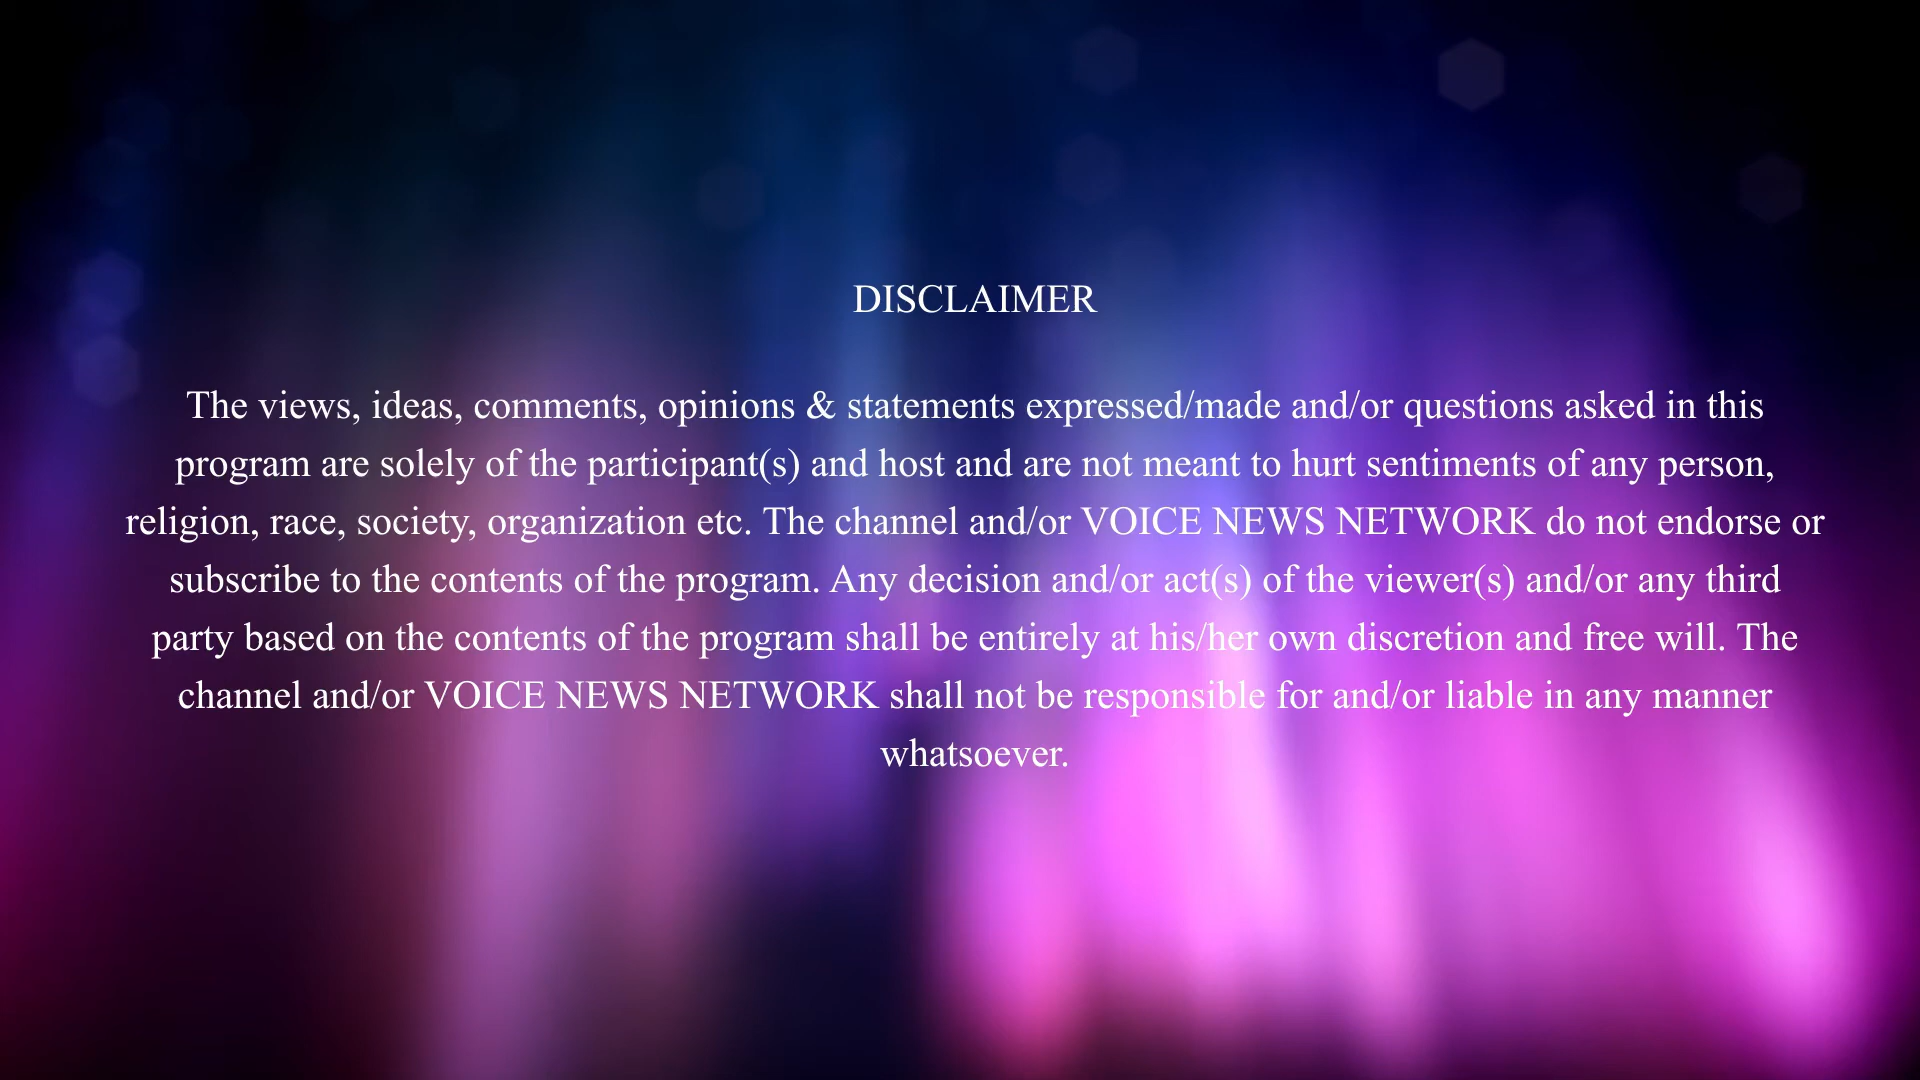 DISCLAIMER
The views, ideas, comments, opinions & statements expressed/made and/or questions asked in this
program are solely of the participant(s) and host and are not meant to hurt sentiments of any person,
religion, race, society, organization etc. The channel and/or VOICE NEWS NETWORK do not endorse or
subscribe to the contents of the program. Any decision and/or act(s) of the viewer(s) and/or any third
party based on the contents of the program shall be entirely at his/her own discretion and free will. The
channel and/or VOICE NEWS NETWORK shall not be responsible for and/or liable in any manner
whatsoever.